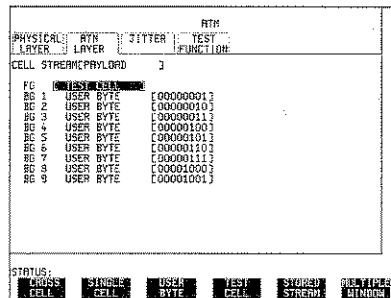 ATM
PHYSICAL LAYER
ATM LAYER
JITTER
TEST FUNCTION
CELL STREAM[PAYLOAD ]
FG [ TEST CELL ]
BG 1 USER BYTE [00000001]
BG 2 USER BYTE [00000010]
BG 3 USER BYTE [00000011]
BG 4 USER BYTE [00000100]
BG 5 USER BYTE [00000101]
BG 6 USER BYTE [00000110]
BG 7 USER BYTE [00000111]
BG 8 USER BYTE [00001000]
BG 9 USER BYTE [00001001]
STATUS:
CROSS CELL
SINGLE CELL
USER BYTE
TEST CELL
STORED STREAM
MULTIPLE WINDOW